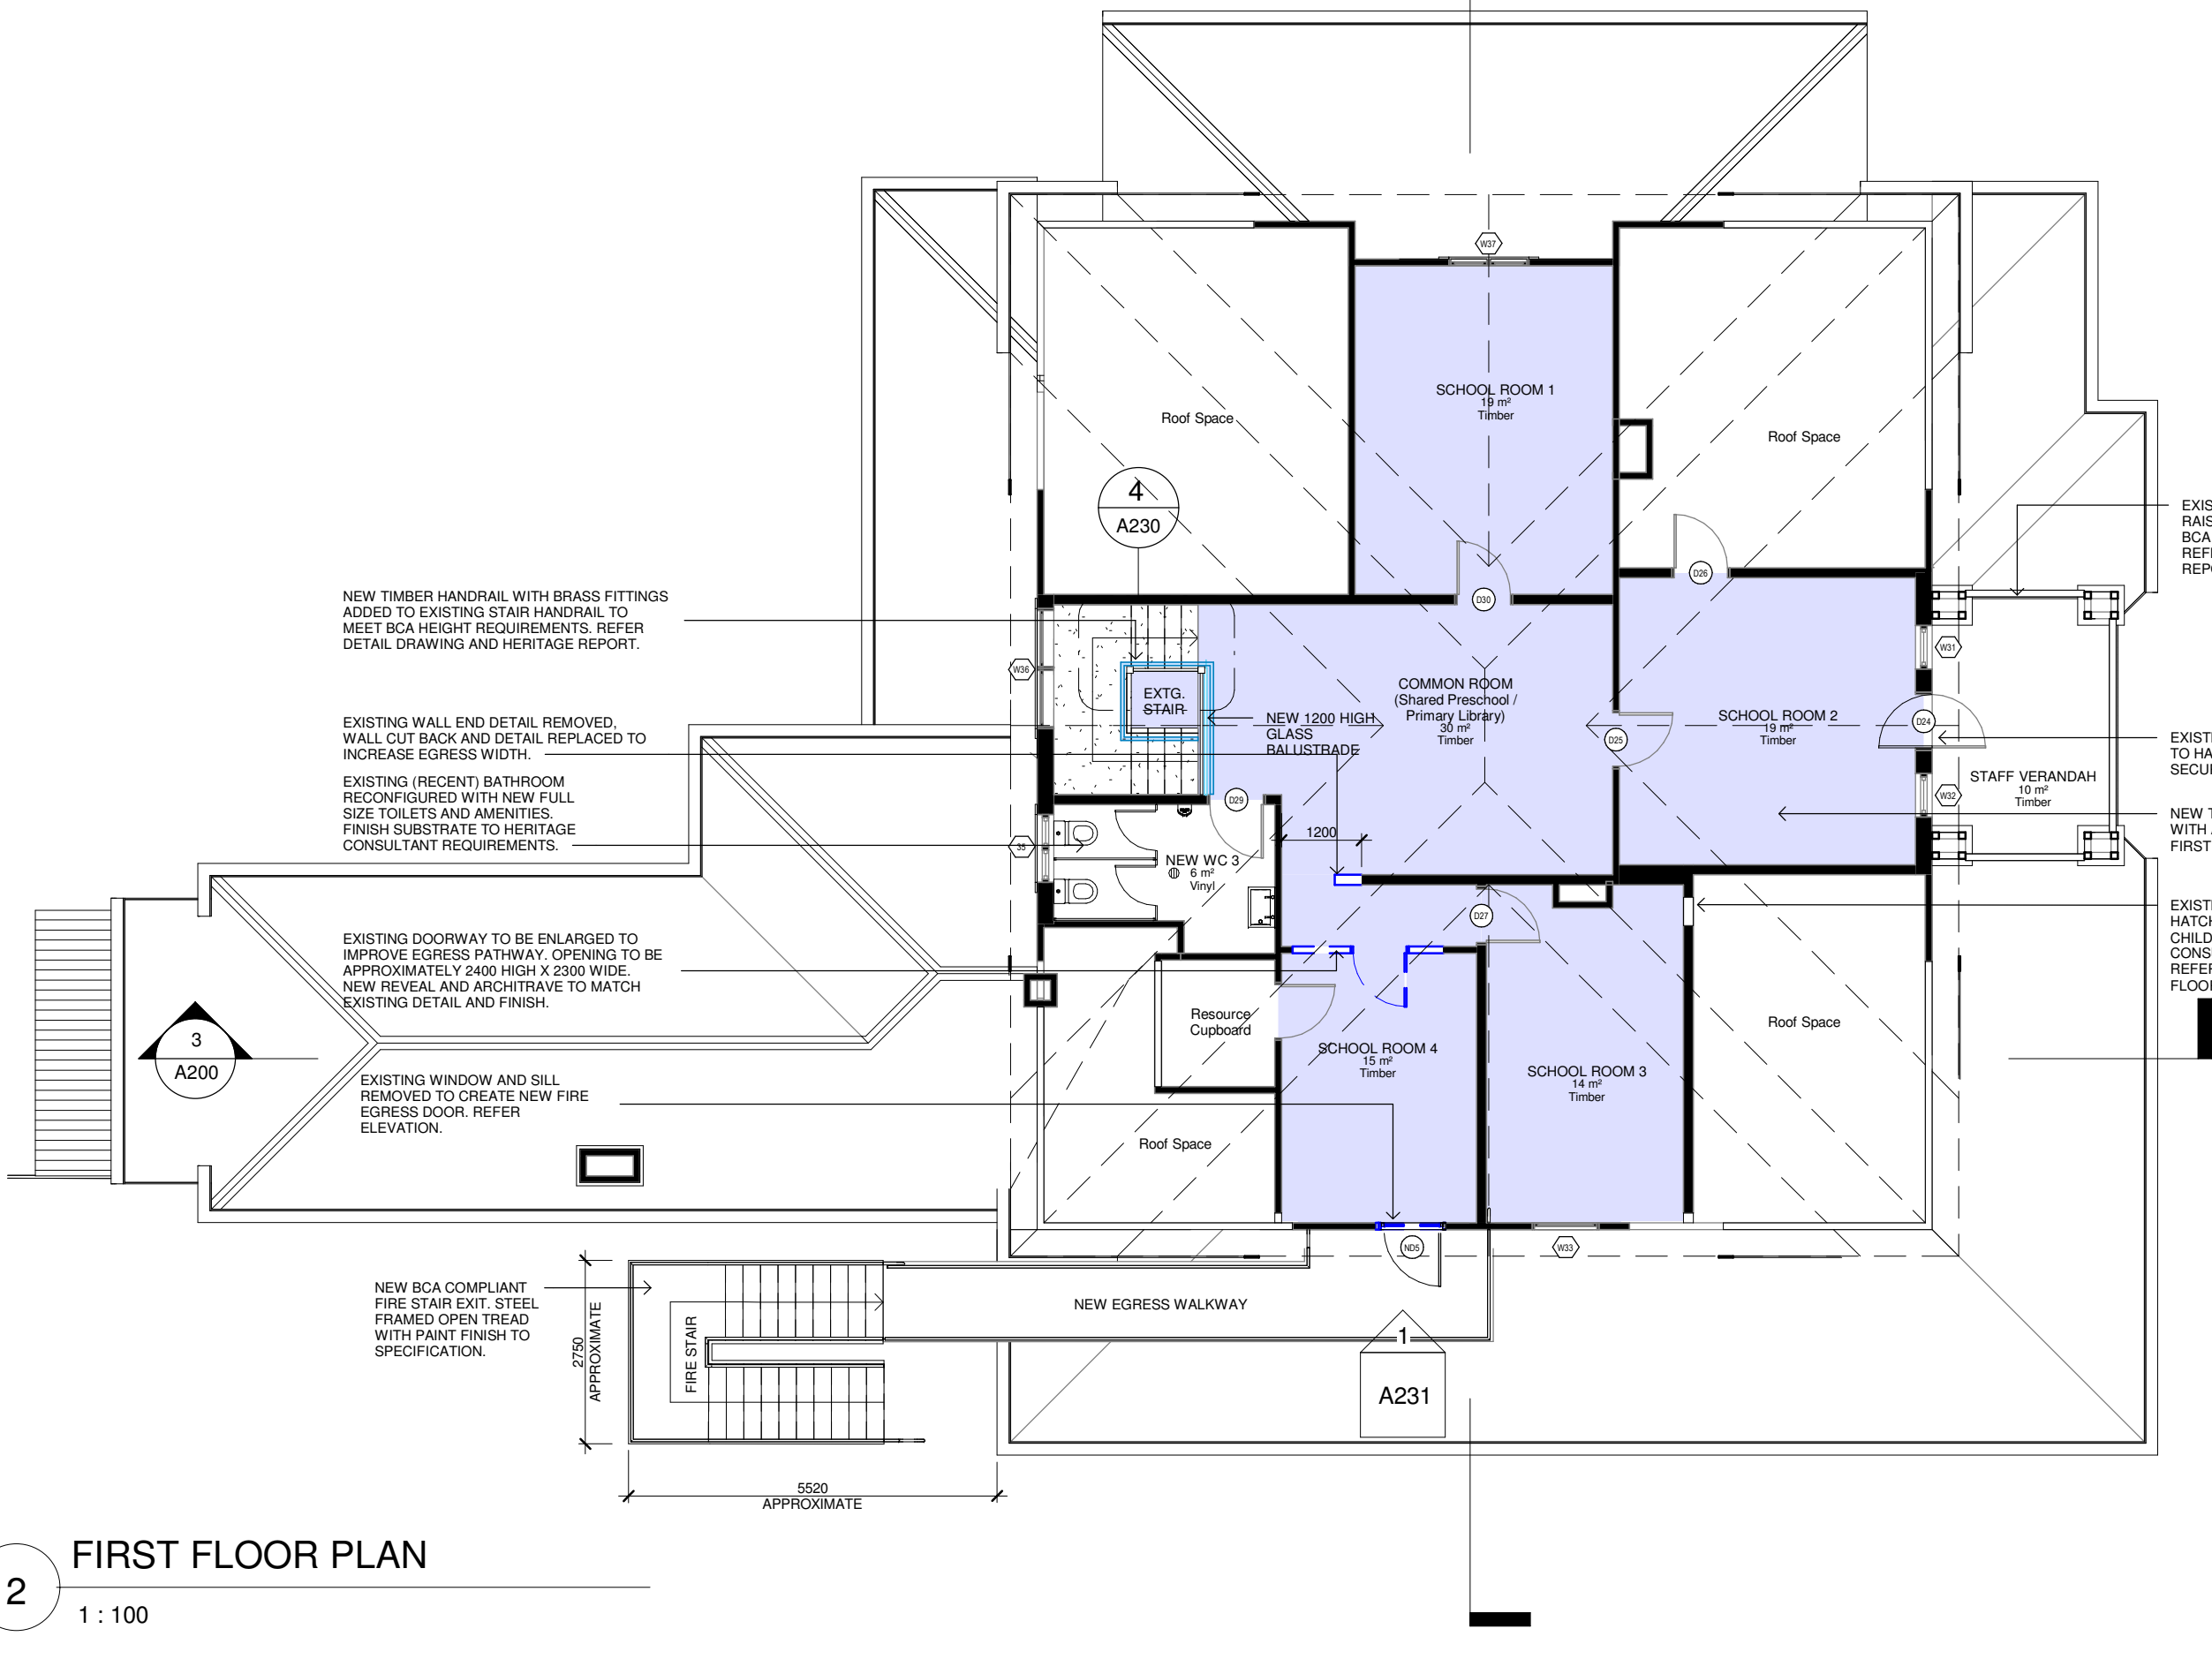 W37
SCHOOL ROOM 1
19 m²
Timber
Roof Space
Roof Space
4
A230
D26
D30
NEW TIMBER HANDRAIL WITH BRASS FITTINGS
ADDED TO EXISTING STAIR HANDRAIL TO
MEET BCA HEIGHT REQUIREMENTS. REFER
DETAIL DRAWING AND HERITAGE REPORT.
W36
W31
EXTG.
STAIR
COMMON ROOM
(Shared Preschool /
Primary Library)
30 m²
Timber
NEW 1200 HIGH
GLASS
BALUSTRADE
SCHOOL ROOM 2
19 m²
Timber
D24
D25
EXISTING WALL END DETAIL REMOVED,
WALL CUT BACK AND DETAIL REPLACED TO
INCREASE EGRESS WIDTH.
STAFF VERANDAH
10 m²
Timber
W32
D29
EXISTING (RECENT) BATHROOM
RECONFIGURED WITH NEW FULL
SIZE TOILETS AND AMENITIES.
FINISH SUBSTRATE TO HERITAGE
CONSULTANT REQUIREMENTS.
35
1200
NEW WC 3
6 m²
Vinyl
D27
EXISTING DOORWAY TO BE ENLARGED TO
IMPROVE EGRESS PATHWAY. OPENING TO BE
APPROXIMATELY 2400 HIGH X 2300 WIDE.
NEW REVEAL AND ARCHITRAVE TO MATCH
EXISTING DETAIL AND FINISH.
Resource
Cupboard
Roof Space
3
A200
SCHOOL ROOM 4
15 m²
Timber
SCHOOL ROOM 3
14 m²
Timber
EXISTING WINDOW AND SILL
REMOVED TO CREATE NEW FIRE
EGRESS DOOR. REFER
ELEVATION.
Roof Space
ND5
W33
NEW BCA COMPLIANT
FIRE STAIR EXIT. STEEL
FRAMED OPEN TREAD
WITH PAINT FINISH TO
SPECIFICATION.
2750
APPROXIMATE
FIRE STAIR
NEW EGRESS WALKWAY
1
A231
5520
APPROXIMATE
2
FIRST FLOOR PLAN
1 : 100
BCA
TO
NEW
WITH
FIRST